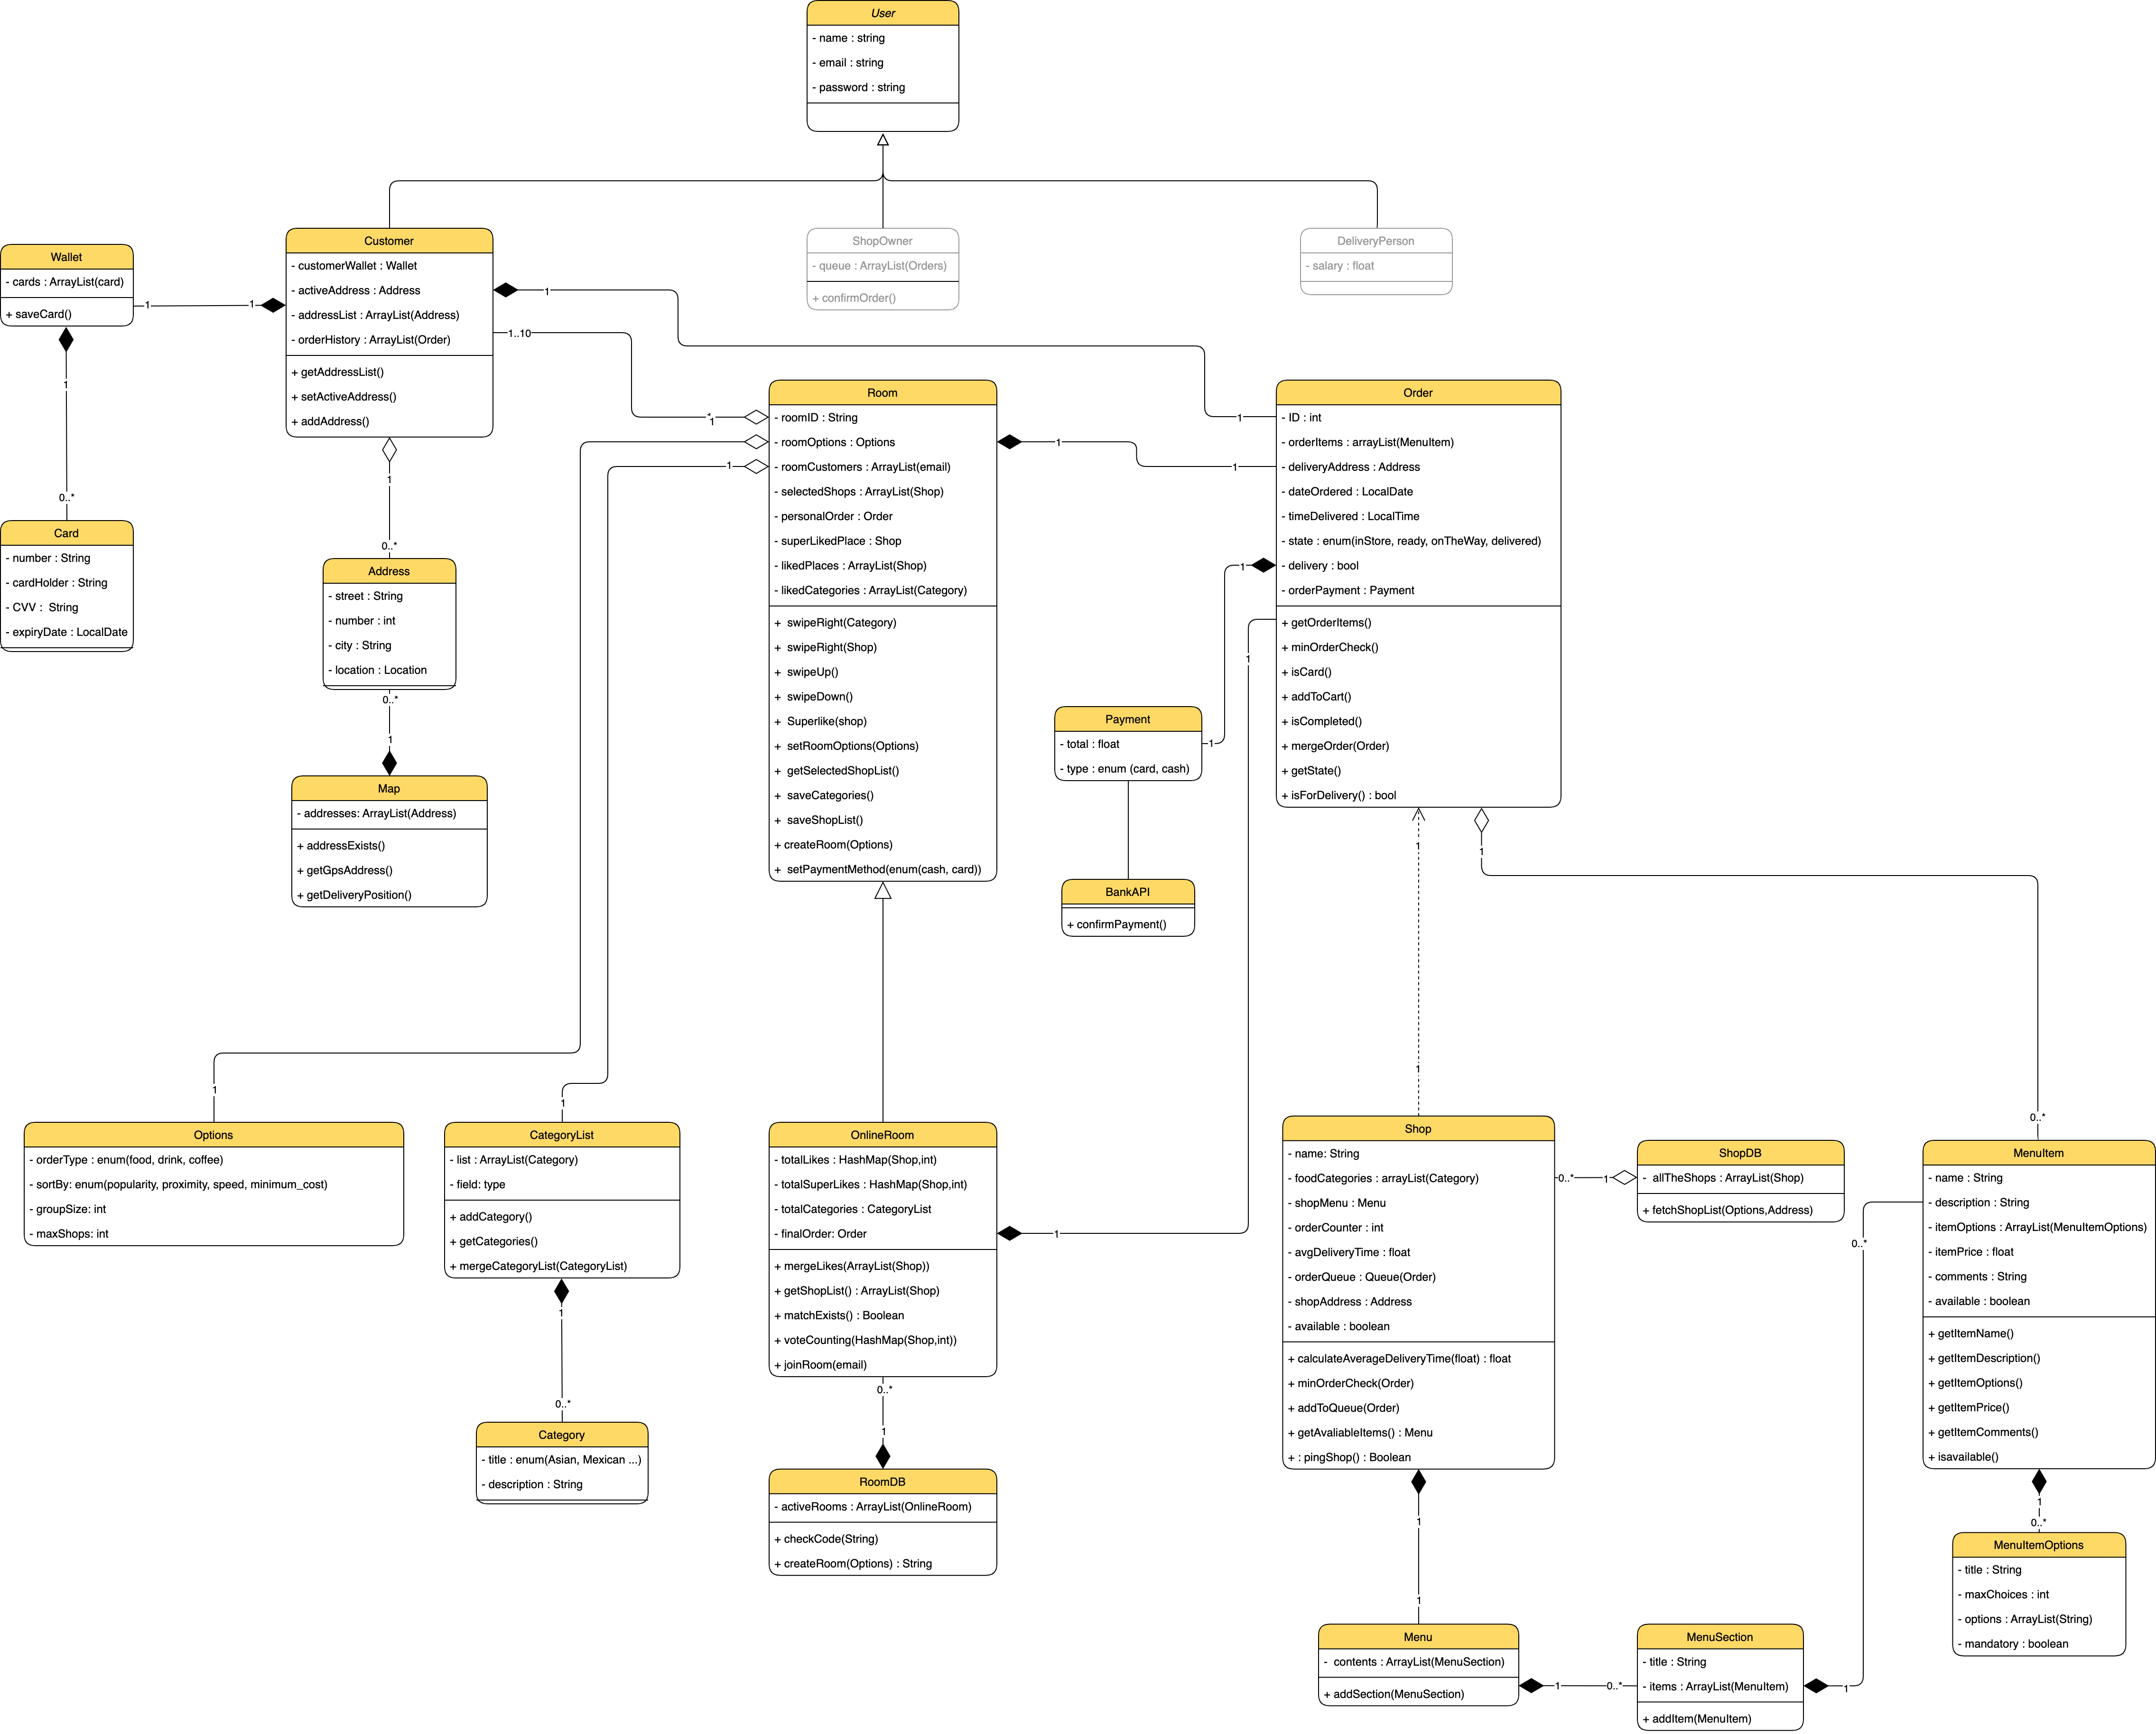 User
- name : string
- email : string
- password : string
Customer
- customerWallet : Wallet
- activeAddress : Address
- addressList : ArrayList(Address)
- orderHistory : ArrayList(Order)
+ getAddressList()
+ setActiveAddress()
+ addAddress()
ShopOwner
- queue : ArrayList(Orders)
+ confirmOrder()
DeliveryPerson
- salary : float
Wallet
- cards : ArrayList(card)
+ saveCard()
1
1
1
1..10
1
0..*
1
0..*
*
1
1
1
1
1
Card
- number : String
- cardHolder : String
- CVV :  String
- expiryDate : LocalDate
Address
- street : String
- number : int
- city : String
- location : Location
0..*
1
Map
- addresses: ArrayList(Address)
+ addressExists()
+ getGpsAddress()
+ getDeliveryPosition()
Room
- roomID : String
- roomOptions : Options
- roomCustomers : ArrayList(email)
- selectedShops : ArrayList(Shop)
- personalOrder : Order
- superLikedPlace : Shop
- likedPlaces : ArrayList(Shop)
- likedCategories : ArrayList(Category)
+  swipeRight(Category)
+  swipeRight(Shop)
+  swipeUp()
+  swipeDown()
+  Superlike(shop)
+  setRoomOptions(Options)
+  getSelectedShopList()
+  saveCategories()
+  saveShopList()
+ createRoom(Options)
+  setPaymentMethod(enum(cash, card))
Order
- ID : int
- orderItems : arrayList(MenuItem)
- deliveryAddress : Address
- dateOrdered : LocalDate
- timeDelivered : LocalTime
- state : enum(inStore, ready, onTheWay, delivered)
- delivery : bool
- orderPayment : Payment
+ getOrderItems()
+ minOrderCheck()
+ isCard()
+ addToCart()
+ isCompleted()
+ mergeOrder(Order)
+ getState()
+ isForDelivery() : bool
1
1
1
Payment
- total : float
- type : enum (card, cash)
BankAPI
+ confirmPayment()
1
1
1
0..*
1
1
Options
- orderType : enum(food, drink, coffee)
- sortBy: enum(popularity, proximity, speed, minimum_cost)
- groupSize: int
- maxShops: int
CategoryList
- list : ArrayList(Category)
- field: type
+ addCategory()
+ getCategories()
+ mergeCategoryList(CategoryList)
1
0..*
Category
- title : enum(Asian, Mexican ...)
- description : String
OnlineRoom
- totalLikes : HashMap(Shop,int)
- totalSuperLikes : HashMap(Shop,int)
- totalCategories : CategoryList
- finalOrder: Order
+ mergeLikes(ArrayList(Shop))
+ getShopList() : ArrayList(Shop)
+ matchExists() : Boolean
+ voteCounting(HashMap(Shop,int))
+ joinRoom(email)
1
0..*
1
RoomDB
- activeRooms : ArrayList(OnlineRoom)
+ checkCode(String)
+ createRoom(Options) : String
Shop
- name: String
- foodCategories : arrayList(Category)
- shopMenu : Menu
- orderCounter : int
- avgDeliveryTime : float
- orderQueue : Queue(Order)
- shopAddress : Address
- available : boolean
+ calculateAverageDeliveryTime(float) : float
+ minOrderCheck(Order)
+ addToQueue(Order)
+ getAvaliableItems() : Menu
+ : pingShop() : Boolean
0..*
1
ShopDB
-  allTheShops : ArrayList(Shop)
+ fetchShopList(Options,Address)
MenuItem
- name : String
- description : String
- itemOptions : ArrayList(MenuItemOptions)
- itemPrice : float
- comments : String
- available : boolean
+ getItemName()
+ getItemDescription()
+ getItemOptions()
+ getItemPrice()
+ getItemComments()
+ isavailable()
0..*
1
0..*
MenuItemOptions
- title : String
- maxChoices : int
- options : ArrayList(String)
- mandatory : boolean
1
1
Menu
-  contents : ArrayList(MenuSection)
+ addSection(MenuSection)
1
0..*
MenuSection
- title : String
- items : ArrayList(MenuItem)
+ addItem(MenuItem)
1